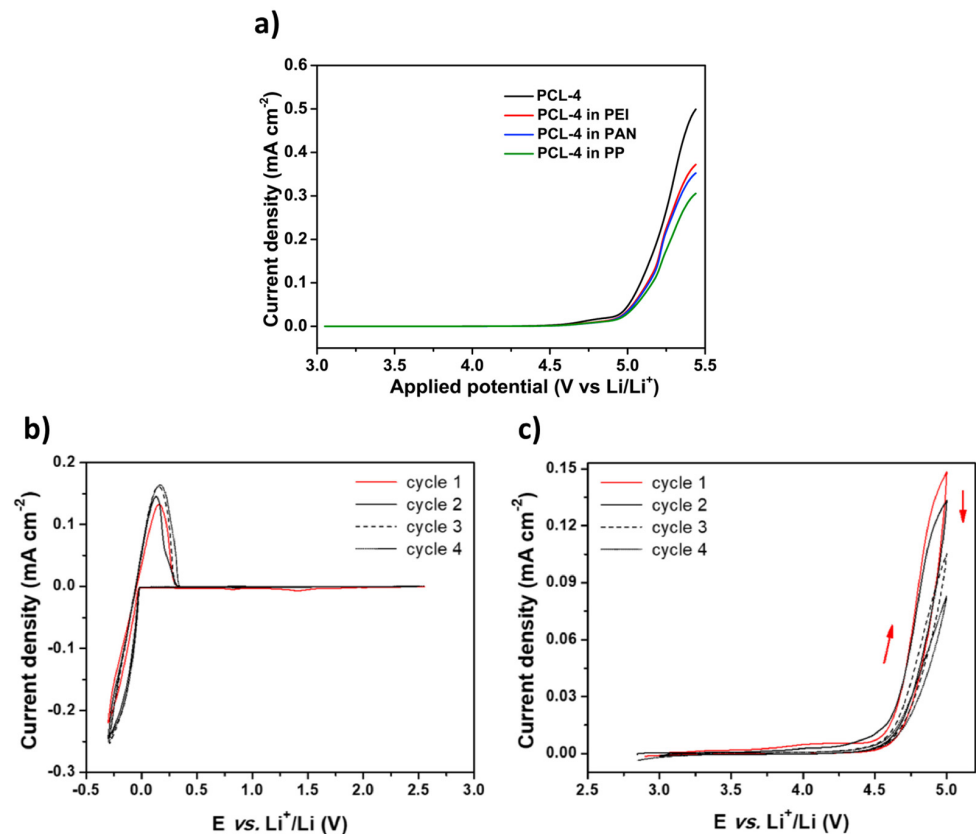 a)
Current density (mA cm-2)
0.6
0.5
0.4
0.3
0.2
0.1
0.0
PCL-4
PCL-4 in PEI
PCL-4 in PAN
PCL-4 in PP
3.0 3.5 4.0 4.5 5.0 5.5
Applied potential (V vs Li/Li+)
b)
Current density (mA cm-2)
0.2
0.1
0.0
-0.1
-0.2
-0.3
cycle 1
cycle 2
cycle 3
cycle 4
-0.5 0.0 0.5 1.0 1.5 2.0 2.5 3.0
E vs. Li+/Li (V)
c)
Current density (mA cm-2)
0.15
0.12
0.09
0.06
0.03
0.00
cycle 1
cycle 2
cycle 3
cycle 4
2.5 3.0 3.5 4.0 4.5 5.0
E vs. Li+/Li (V)